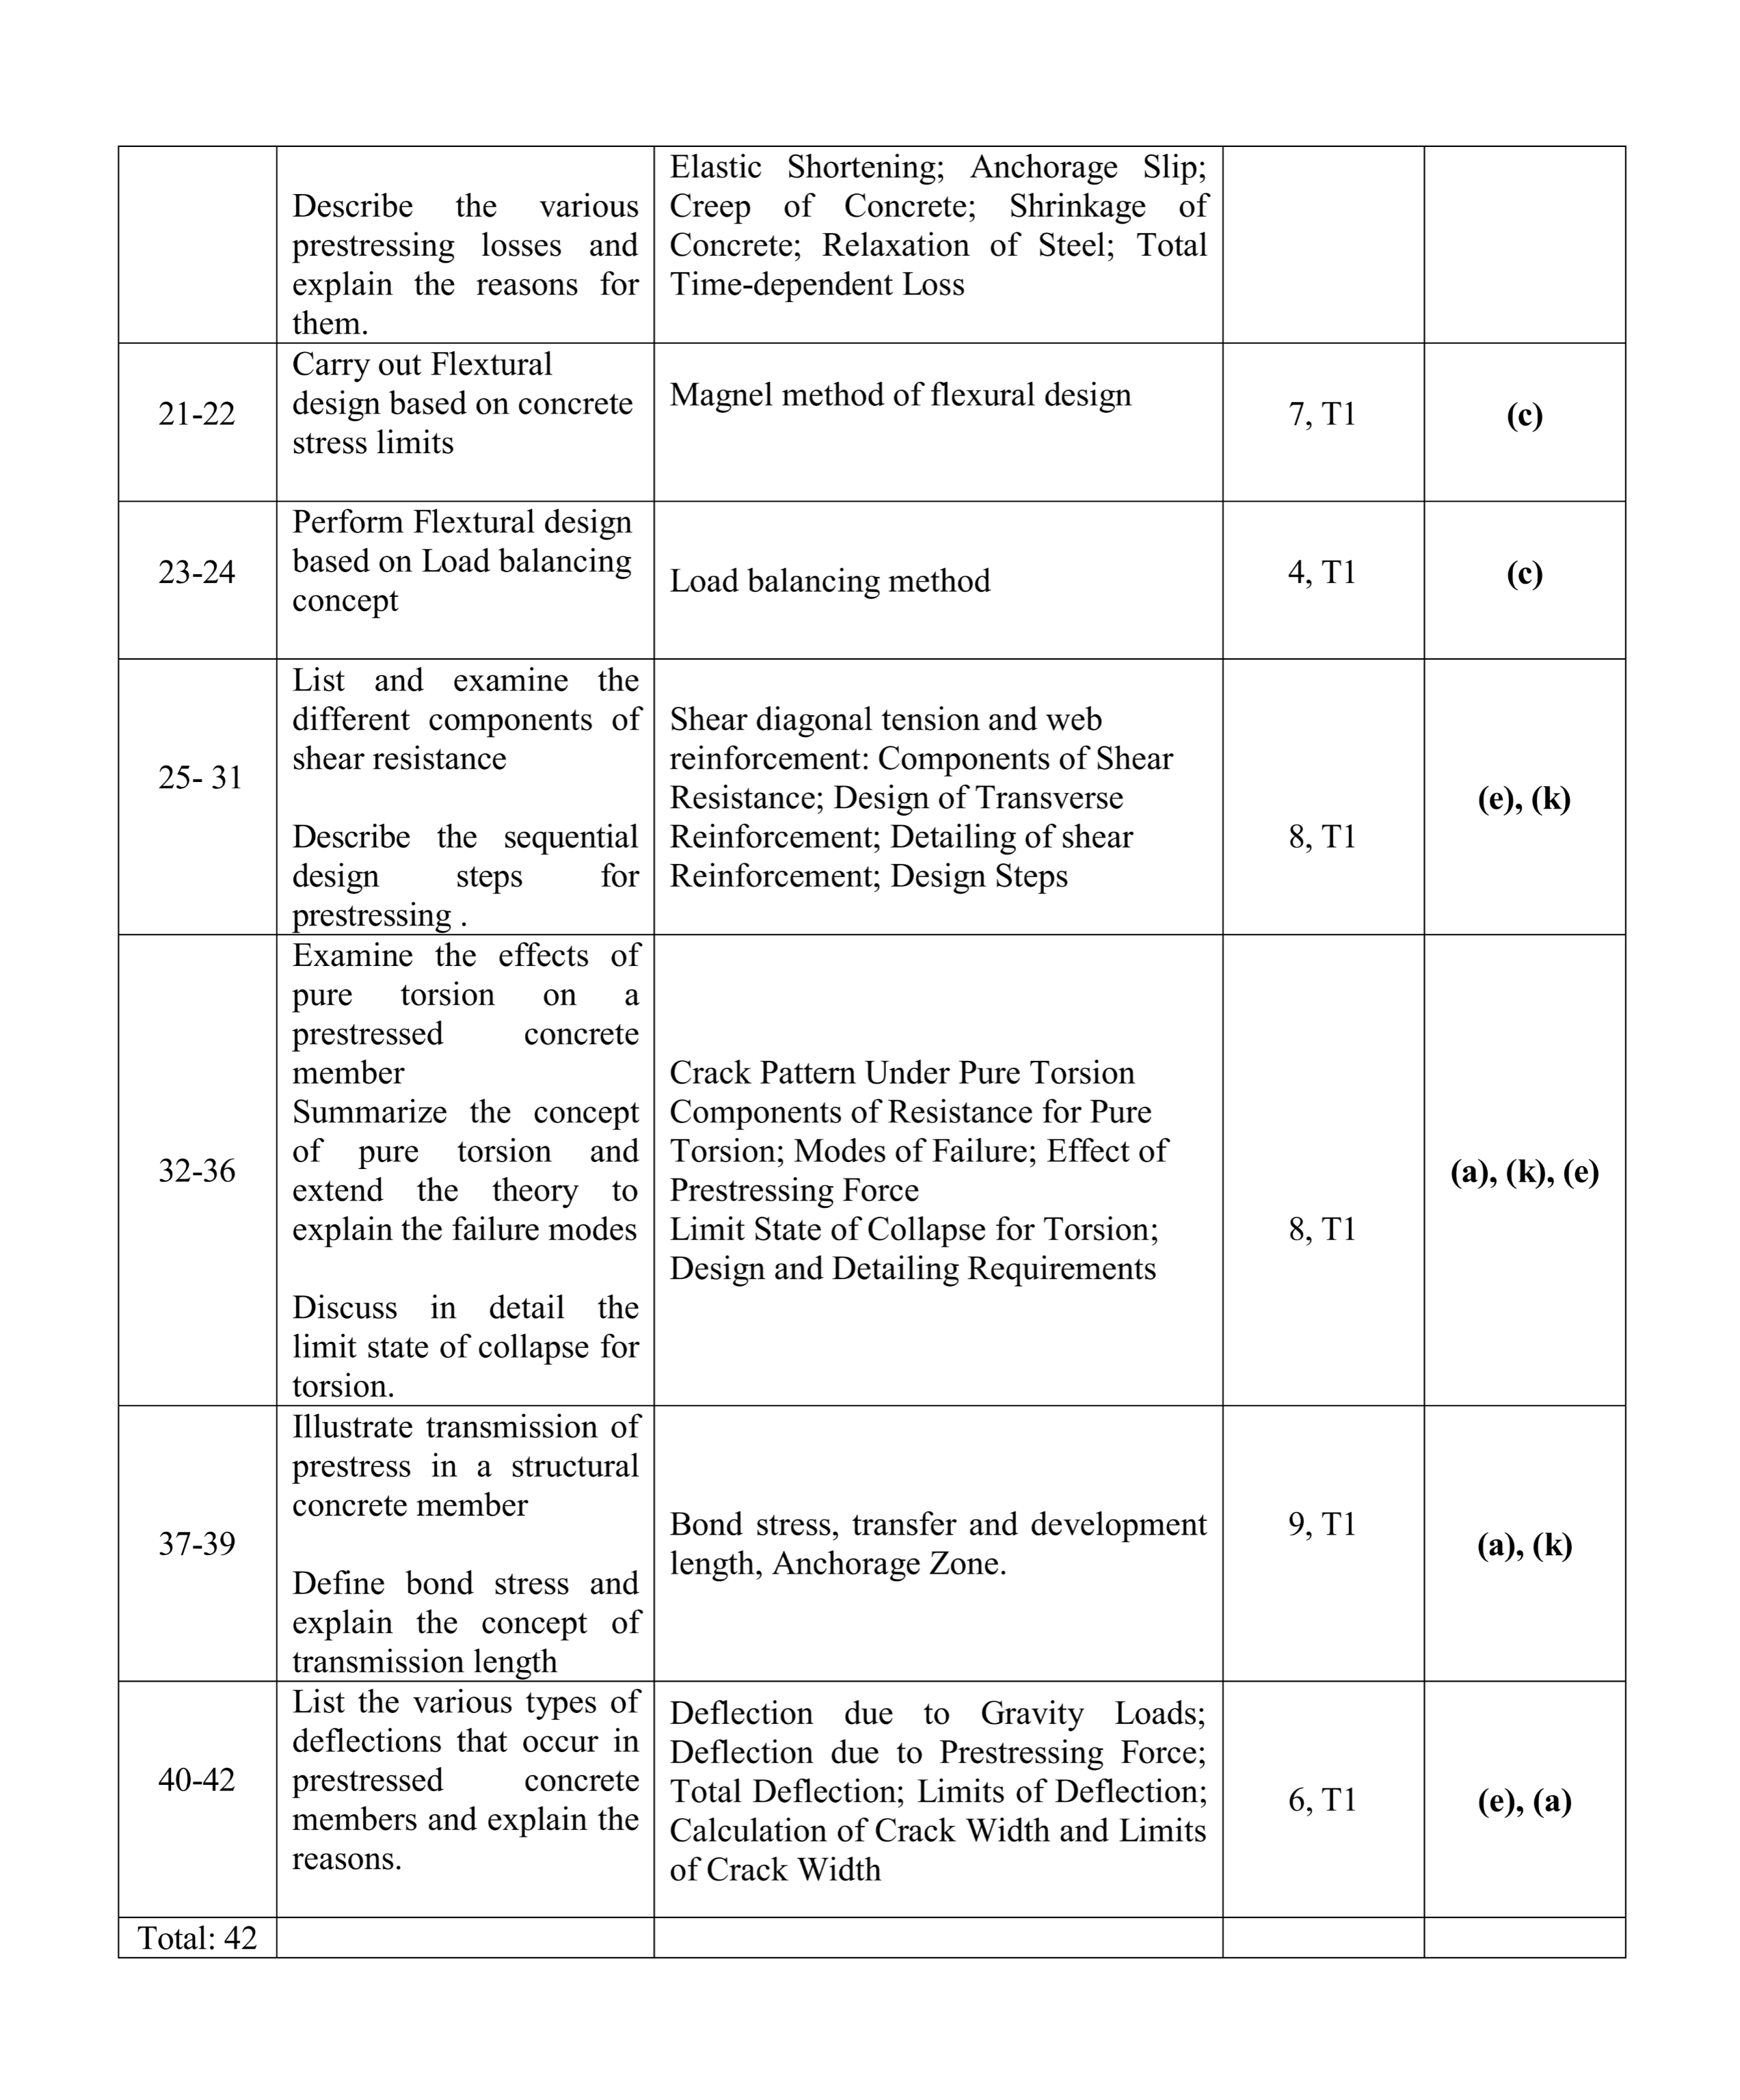 Describe the various
prestressing losses and
explain the reasons for
them.
Elastic Shortening; Anchorage Slip;
Creep of Concrete; Shrinkage of
Concrete; Relaxation of Steel; Total
Time-dependent Loss
21-22
Carry out Flextural
design based on concrete
stress limits
Magnel method of flexural design
7, T1
(c)
23-24
Perform Flextural design
based on Load balancing
concept
Load balancing method
4, T1
(c)
25- 31
List and examine the
different components of
shear resistance
Describe the sequential
design steps for
prestressing .
Shear diagonal tension and web
reinforcement: Components of Shear
Resistance; Design of Transverse
Reinforcement; Detailing of shear
Reinforcement; Design Steps
8, T1
(e), (k)
32-36
Examine the effects of
pure torsion on a
prestressed concrete
member
Summarize the concept
of pure torsion and
extend the theory to
explain the failure modes
Discuss in detail the
limit state of collapse for
torsion.
Crack Pattern Under Pure Torsion
Components of Resistance for Pure
Torsion; Modes of Failure; Effect of
Prestressing Force
Limit State of Collapse for Torsion;
Design and Detailing Requirements
8, T1
(a), (k), (e)
37-39
Illustrate transmission of
prestress in a structural
concrete member
Define bond stress and
explain the concept of
transmission length
Bond stress, transfer and development
length, Anchorage Zone.
9, T1
(a), (k)
40-42
List the various types of
deflections that occur in
prestressed concrete
members and explain the
reasons.
Deflection due to Gravity Loads;
Deflection due to Prestressing Force;
Total Deflection; Limits of Deflection;
Calculation of Crack Width and Limits
of Crack Width
6, T1
(e), (a)
Total: 42